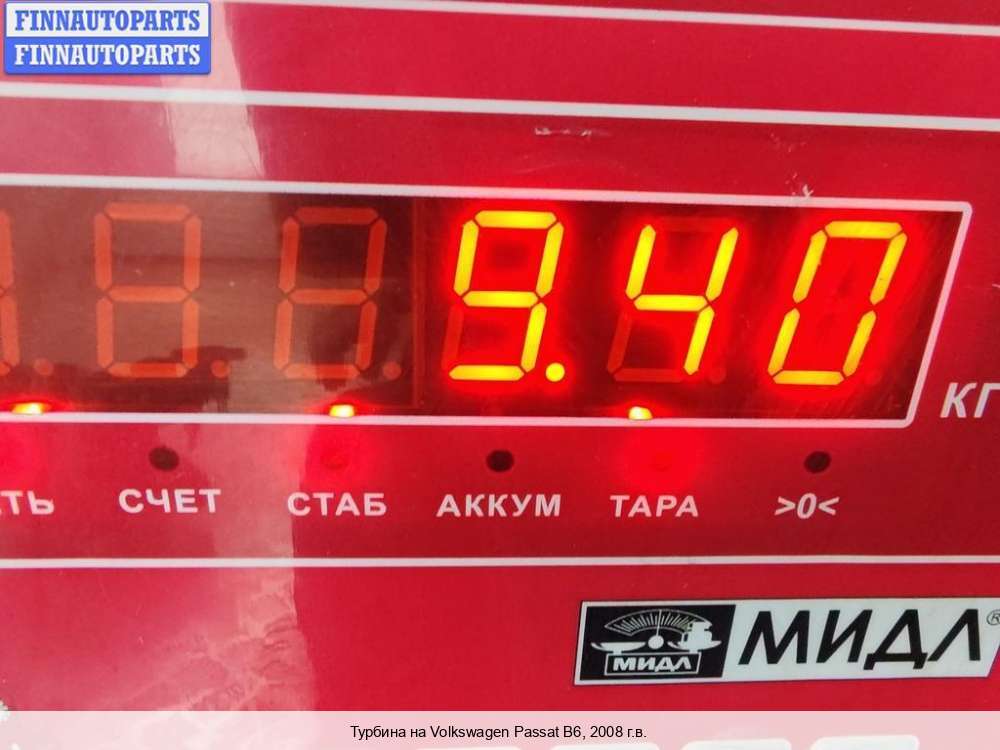 FINNAUTOPARTS
FINNAUTOPARTS
9.40
КГ
СЧЕТ СТАБ АККУМ ТАРА >0<
МИДЛ МИДЛ®
Турбина на Volkswagen Passat B6, 2008 г.в.